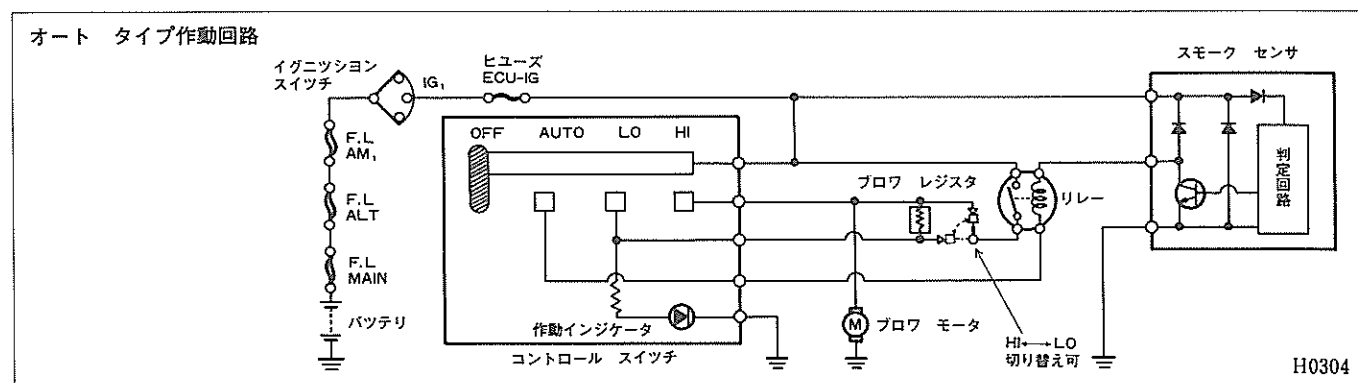 オート タイプ作動回路
スモーク センサ
イグニツシヨン
スイッチ
IG₁
ヒユーズ
ECU-IG
OFF AUTO LO HI
F.L
AM₁
F.L
ALT
F.L
MAIN
バツテリ
ブロワ レジスタ
リレー
判定回路
作動インジケータ
コントロール スイッチ
M
ブロワ モータ
HI↔LO
切り替え可
H0304